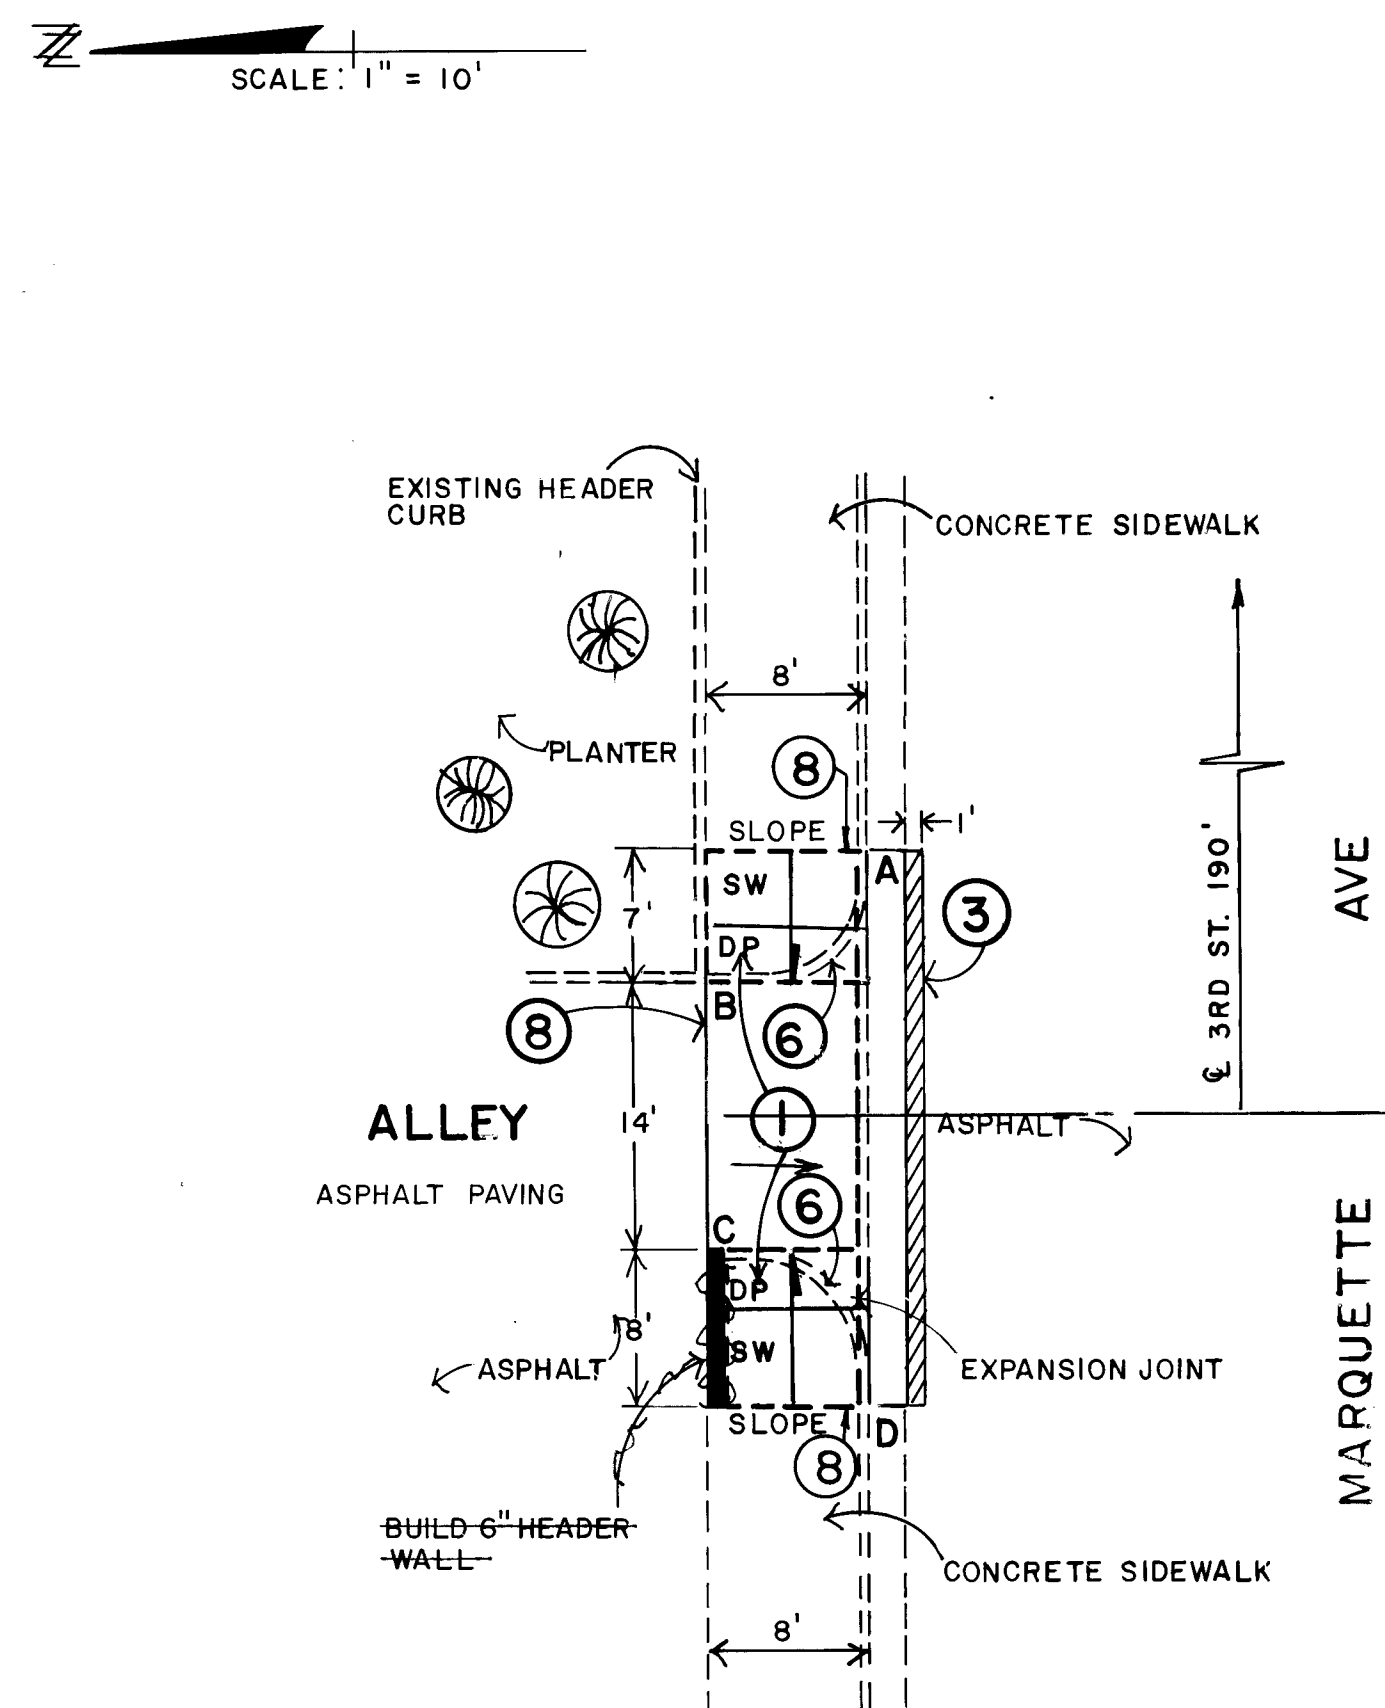 N
SCALE: 1" = 10'
EXISTING HEADER
CURB
CONCRETE SIDEWALK
8'
PLANTER
8
SLOPE
1'
SW
A
7'
3
DP
B
8
6
℄ 3RD ST. 190'
AVE
ALLEY
14'
1
ASPHALT
ASPHALT PAVING
6
C
DP
8'
SW
ASPHALT
EXPANSION JOINT
MARQUETTE
SLOPE
D
8
BUILD 6" HEADER
WALL
CONCRETE SIDEWALK
8'